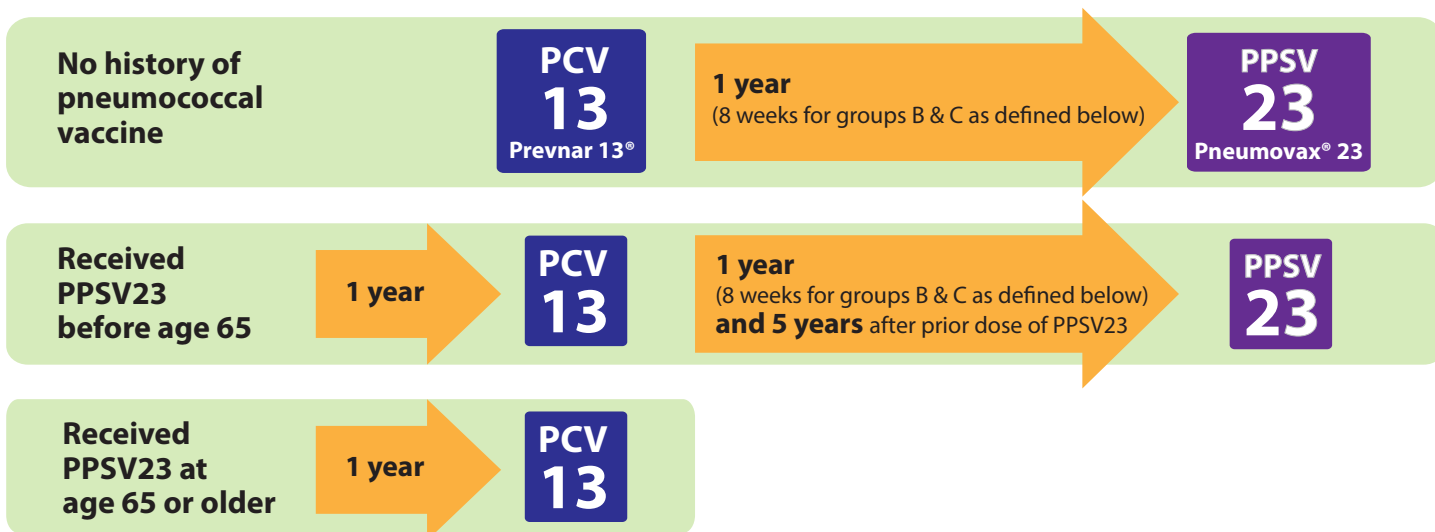 No history of
pneumococcal
vaccine
PCV
13
Prevnar 13®
1 year
(8 weeks for groups B & C as defined below)
PPSV
23
Pneumovax® 23
Received
PPSV23
before age 65
1 year
PCV
13
1 year
(8 weeks for groups B & C as defined below)
and 5 years after prior dose of PPSV23
PPSV
23
Received
PPSV23 at
age 65 or older
1 year
PCV
13